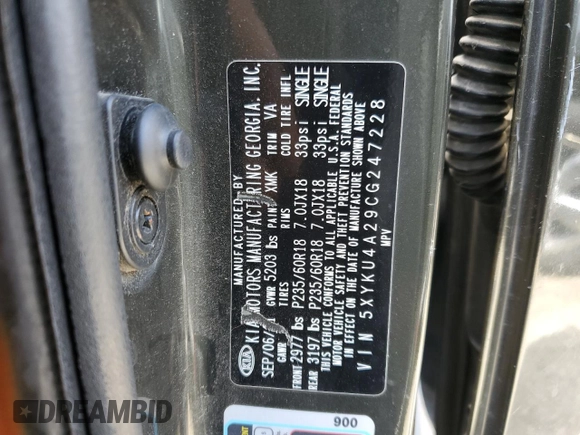 MANUFACTURED BY
KIA KIA MOTORS MANUFACTURING GEORGIA, INC.
SEP/06/ GVWR 5203 lbs PAINT XMK TRIM VA
GAWR TIRES RIMS COLD TIRE INFL
FRONT 2977 lbs P235/60R18 7.0JX18 33psi SINGLE
REAR 3197 lbs P235/60R18 7.0JX18 33psi SINGLE
THIS VEHICLE CONFORMS TO ALL APPLICABLE U.S.A. FEDERAL
MOTOR VEHICLE SAFETY AND THEFT PREVENTION STANDARDS
IN EFFECT ON THE DATE OF MANUFACTURE SHOWN ABOVE
VIN 5XYKU4A29CG247228
MPV
900
DREAMBID